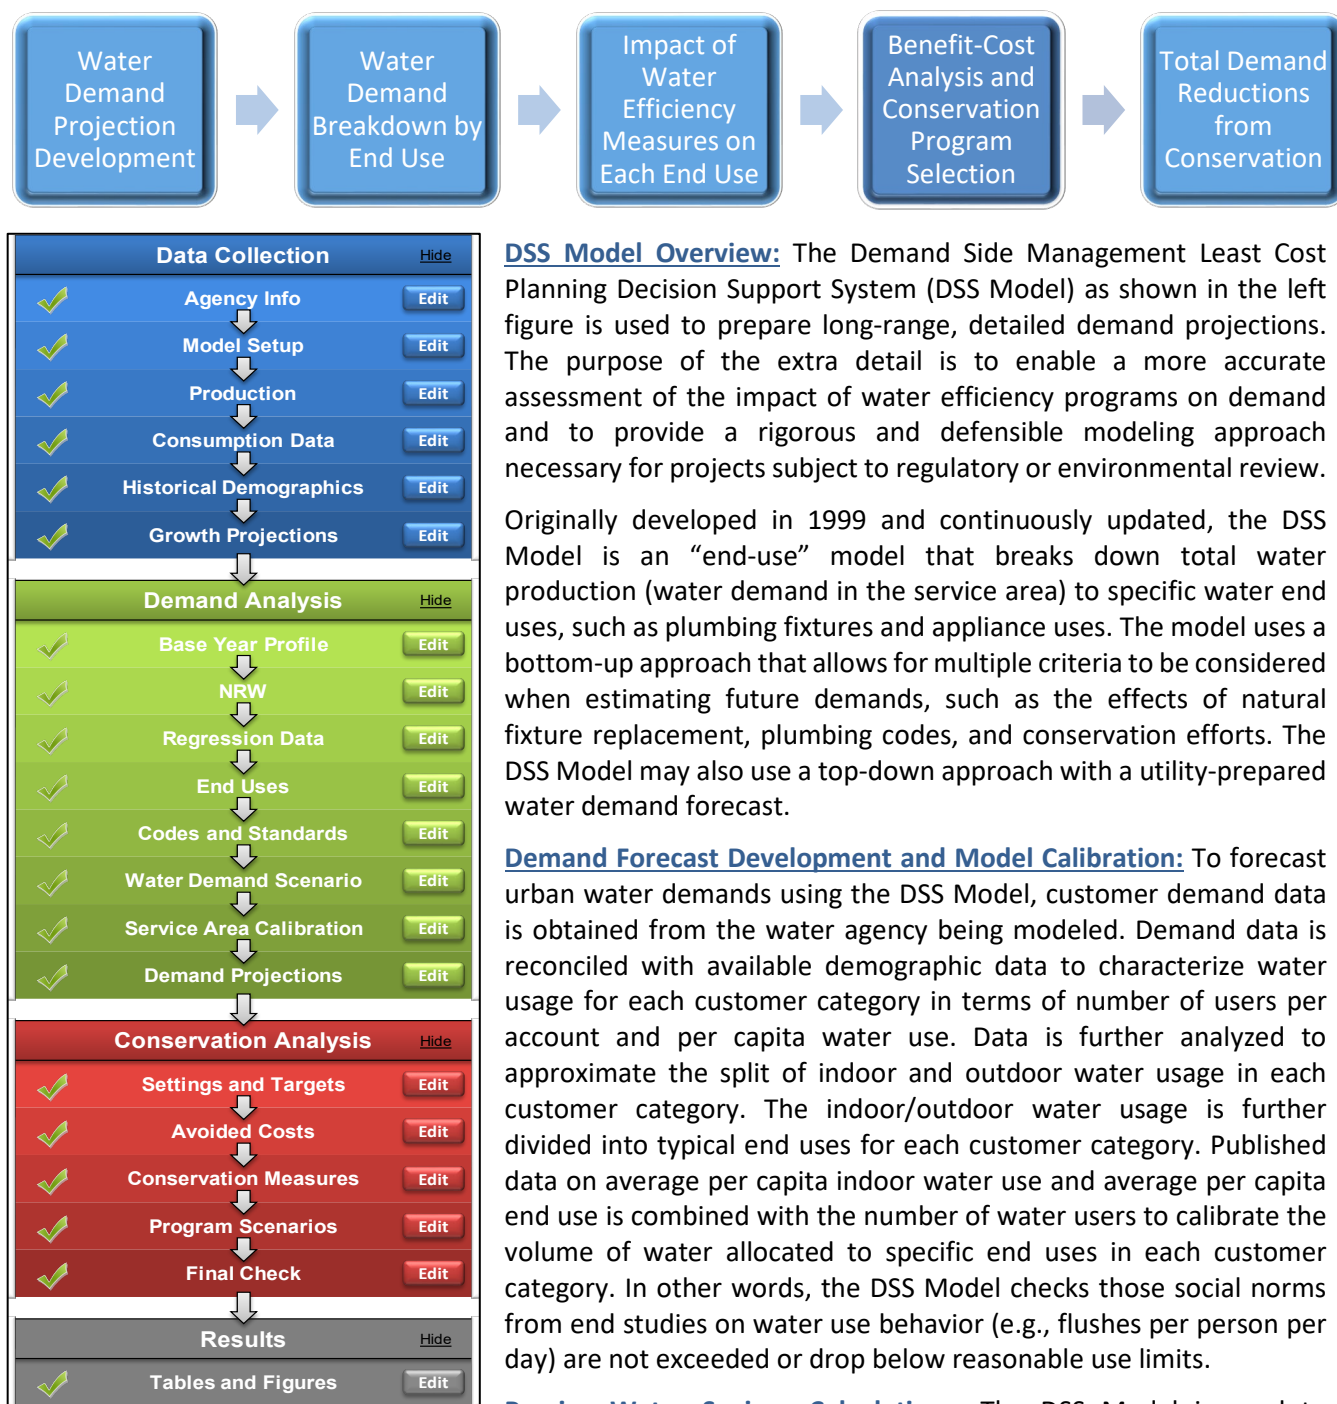 Water
Demand
Projection
Development
Water
Demand
Breakdown by
End Use
Impact of
Water
Efficiency
Measures on
Each End Use
Benefit-Cost
Analysis and
Conservation
Program
Selection
Total Demand
Reductions
from
Conservation
Data Collection Hide
Agency Info Edit
Model Setup Edit
Production Edit
Consumption Data Edit
Historical Demographics Edit
Growth Projections Edit
Demand Analysis Hide
Base Year Profile Edit
NRW Edit
Regression Data Edit
End Uses Edit
Codes and Standards Edit
Water Demand Scenario Edit
Service Area Calibration Edit
Demand Projections Edit
Conservation Analysis Hide
Settings and Targets Edit
Avoided Costs Edit
Conservation Measures Edit
Program Scenarios Edit
Final Check Edit
Results Hide
Tables and Figures Edit
DSS Model Overview: The Demand Side Management Least Cost
Planning Decision Support System (DSS Model) as shown in the left
figure is used to prepare long-range, detailed demand projections.
The purpose of the extra detail is to enable a more accurate
assessment of the impact of water efficiency programs on demand
and to provide a rigorous and defensible modeling approach
necessary for projects subject to regulatory or environmental review.
Originally developed in 1999 and continuously updated, the DSS
Model is an “end-use” model that breaks down total water
production (water demand in the service area) to specific water end
uses, such as plumbing fixtures and appliance uses. The model uses a
bottom-up approach that allows for multiple criteria to be considered
when estimating future demands, such as the effects of natural
fixture replacement, plumbing codes, and conservation efforts. The
DSS Model may also use a top-down approach with a utility-prepared
water demand forecast.
Demand Forecast Development and Model Calibration: To forecast
urban water demands using the DSS Model, customer demand data
is obtained from the water agency being modeled. Demand data is
reconciled with available demographic data to characterize water
usage for each customer category in terms of number of users per
account and per capita water use. Data is further analyzed to
approximate the split of indoor and outdoor water usage in each
customer category. The indoor/outdoor water usage is further
divided into typical end uses for each customer category. Published
data on average per capita indoor water use and average per capita
end use is combined with the number of water users to calibrate the
volume of water allocated to specific end uses in each customer
category. In other words, the DSS Model checks those social norms
from end studies on water use behavior (e.g., flushes per person per
day) are not exceeded or drop below reasonable use limits.